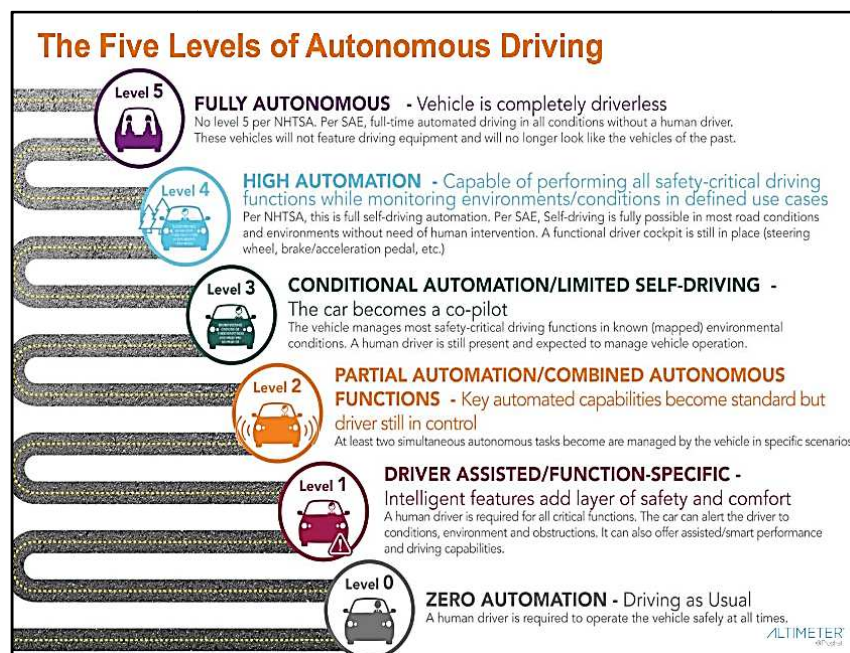 The Five Levels of Autonomous Driving
Level 5
FULLY AUTONOMOUS - Vehicle is completely driverless
No level 5 per NHTSA. Per SAE, full-time automated driving in all conditions without a human driver.
These vehicles will not feature driving equipment and will no longer look like the vehicles of the past.
Level 4
HIGH AUTOMATION - Capable of performing all safety-critical driving
functions while monitoring environments/conditions in defined use cases
Per NHTSA, this is full self-driving automation. Per SAE, Self-driving is fully possible in most road conditions
and environments without need of human intervention. A functional driver cockpit is still in place (steering
wheel, brake/acceleration pedal, etc.)
Level 3
CONDITIONAL AUTOMATION/LIMITED SELF-DRIVING -
The car becomes a co-pilot
The vehicle manages most safety-critical driving functions in known (mapped) environmental
conditions. A human driver is still present and expected to manage vehicle operation.
Level 2
PARTIAL AUTOMATION/COMBINED AUTONOMOUS
FUNCTIONS - Key automated capabilities become standard but
driver still in control
At least two simultaneous autonomous tasks become are managed by the vehicle in specific scenarios
Level 1
DRIVER ASSISTED/FUNCTION-SPECIFIC -
Intelligent features add layer of safety and comfort
A human driver is required for all critical functions. The car can alert the driver to
conditions, environment and obstructions. It can also offer assisted/smart performance
and driving capabilities.
Level 0
ZERO AUTOMATION - Driving as Usual
A human driver is required to operate the vehicle safely at all times.
ALTIMETER